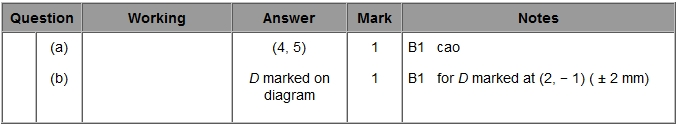 Question Working Answer Mark Notes
(a) (4, 5) 1 B1 cao
(b) D marked on 1 B1 for D marked at (2, − 1) ( ± 2 mm)
diagram